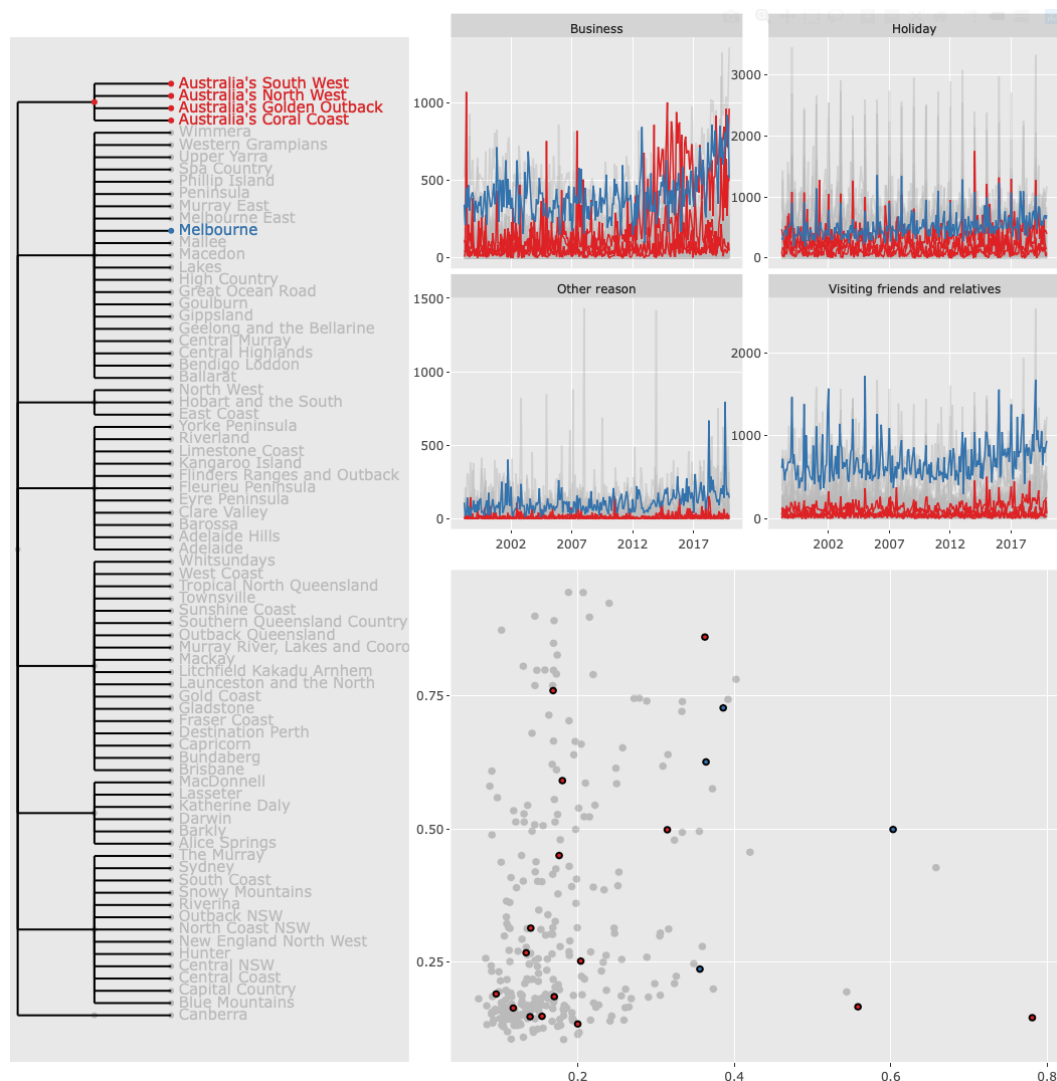 Australia's South West
Australia's North West
Australia's Golden Outback
Australia's Coral Coast
Wimmera
Western Grampians
Upper Yarra
Spa Country
Phillip Island
Peninsula
Murray East
Melbourne East
Melbourne
Mallee
Macedon
Lakes
High Country
Great Ocean Road
Goulburn
Gippsland
Geelong and the Bellarine
Central Murray
Central Highlands
Bendigo Loddon
Ballarat
North West
Hobart and the South
East Coast
Yorke Peninsula
Riverland
Limestone Coast
Kangaroo Island
Flinders Ranges and Outback
Fleurieu Peninsula
Eyre Peninsula
Clare Valley
Barossa
Adelaide Hills
Adelaide
Whitsundays
West Coast
Tropical North Queensland
Townsville
Sunshine Coast
Southern Queensland Country
Outback Queensland
Murray River, Lakes and Cooro
Mackay
Litchfield Kakadu Arnhem
Launceston and the North
Gold Coast
Gladstone
Fraser Coast
Destination Perth
Capricorn
Bundaberg
Brisbane
MacDonnell
Lasseter
Katherine Daly
Darwin
Barkly
Alice Springs
The Murray
Sydney
South Coast
Snowy Mountains
Riverina
Outback NSW
North Coast NSW
New England North West
Hunter
Central NSW
Central Coast
Capital Country
Blue Mountains
Canberra
Business
1000
500
0
Holiday
3000
2000
1000
0
Other reason
1500
1000
500
0
2002 2007 2012 2017
Visiting friends and relatives
2000
1000
0
2002 2007 2012 2017
0.75
0.50
0.25
0.2 0.4 0.6 0.8